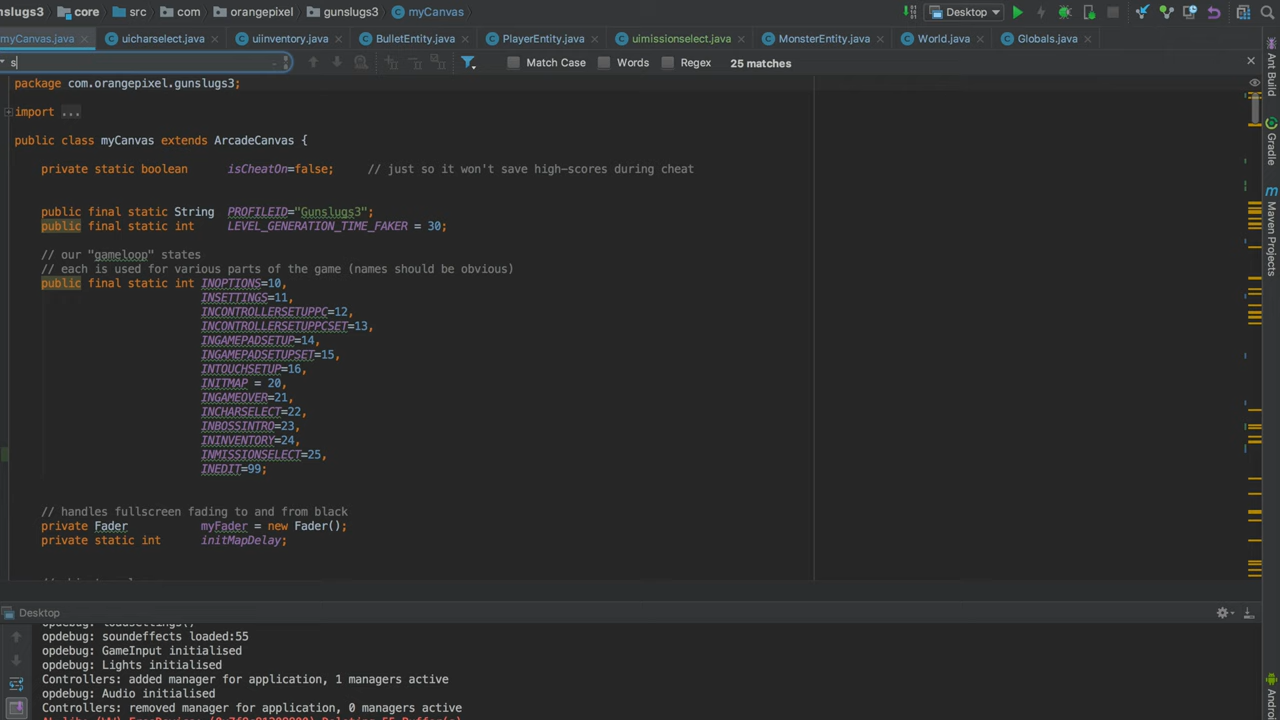 nslugs3 core src com orangepixel gunslugs3 myCanvas Desktop
myCanvas.java uicharselect.java uiinventory.java BulletEntity.java PlayerEntity.java uimissionselect.java MonsterEntity.java World.java Globals.java
s Match Case Words Regex 25 matches
package com.orangepixel.gunslugs3;
import ...
public class myCanvas extends ArcadeCanvas {
private static boolean isCheatOn=false; // just so it won't save high-scores during cheat
public final static String PROFILEID="Gunslugs3";
public final static int LEVEL_GENERATION_TIME_FAKER = 30;
// our "gameloop" states
// each is used for various parts of the game (names should be obvious)
public final static int INOPTIONS=10,
INSETTINGS=11,
INCONTROLLERSETUPPC=12,
INCONTROLLERSETUPPCSET=13,
INGAMEPADSETUP=14,
INGAMEPADSETUPSET=15,
INTOUCHSETUP=16,
INITMAP = 20,
INGAMEOVER=21,
INCHARSELECT=22,
INBOSSINTRO=23,
ININVENTORY=24,
INMISSIONSELECT=25,
INEDIT=99;
// handles fullscreen fading to and from black
private Fader myFader = new Fader();
private static int initMapDelay;
Desktop
opdebug: loadsettings()
opdebug: soundeffects loaded:55
opdebug: GameInput initialised
opdebug: Lights initialised
Controllers: added manager for application, 1 managers active
opdebug: Audio initialised
Controllers: removed manager for application, 0 managers active
Ant Build
Gradle
Maven Projects